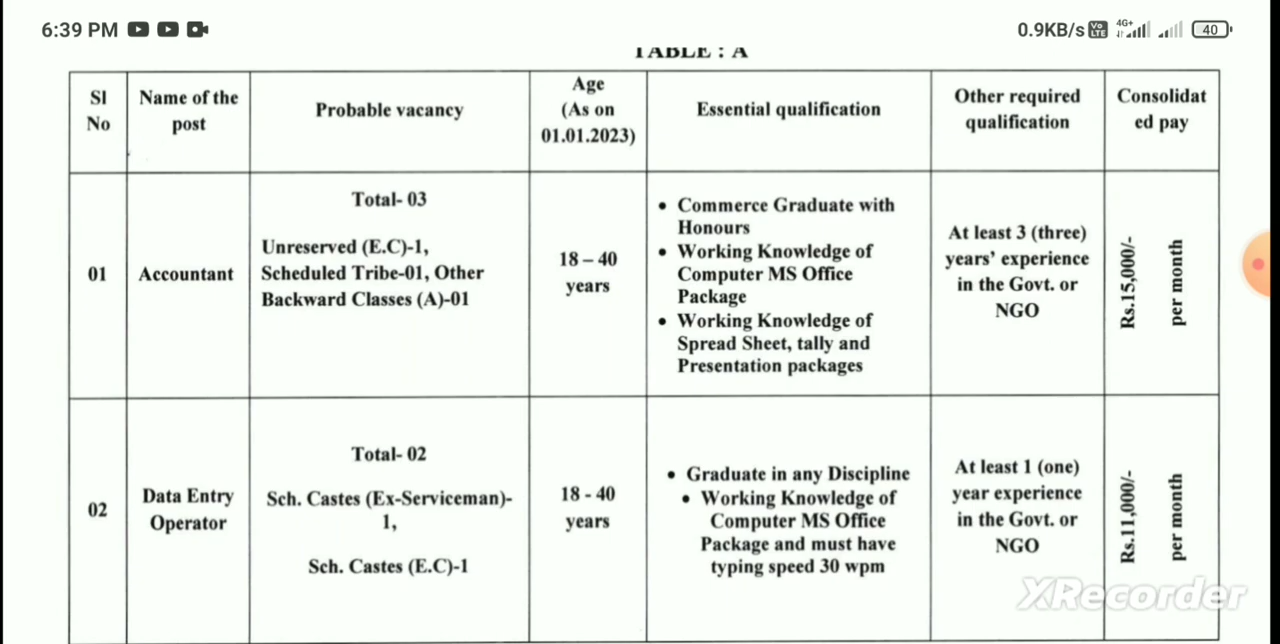 6:39 PM
0.9KB/s Vo LTE 4G+ 40
TABLE : A
Sl No
Name of the post
Probable vacancy
Age (As on 01.01.2023)
Essential qualification
Other required qualification
Consolidat ed pay
01
Accountant
Total- 03
Unreserved (E.C)-1,
Scheduled Tribe-01, Other
Backward Classes (A)-01
18 – 40
years
• Commerce Graduate with
Honours
• Working Knowledge of
Computer MS Office
Package
• Working Knowledge of
Spread Sheet, tally and
Presentation packages
At least 3 (three)
years' experience
in the Govt. or
NGO
Rs.15,000/-
per month
02
Data Entry
Operator
Total- 02
Sch. Castes (Ex-Serviceman)-
1,
Sch. Castes (E.C)-1
18 - 40
years
• Graduate in any Discipline
• Working Knowledge of
Computer MS Office
Package and must have
typing speed 30 wpm
At least 1 (one)
year experience
in the Govt. or
NGO
Rs.11,000/-
per month
XRecorder